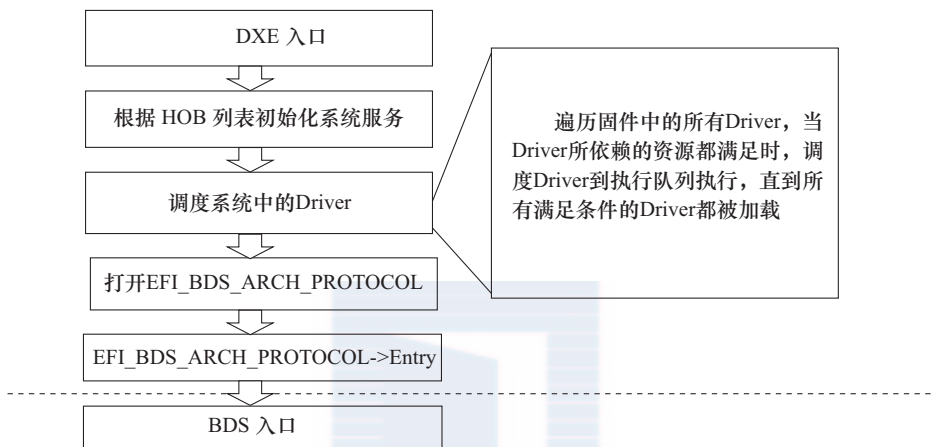 DXE 入口
根据 HOB 列表初始化系统服务
调度系统中的Driver
遍历固件中的所有Driver，当
Driver所依赖的资源都满足时，调
度Driver到执行队列执行，直到所
有满足条件的Driver都被加载
打开EFI_BDS_ARCH_PROTOCOL
EFI_BDS_ARCH_PROTOCOL->Entry
BDS 入口